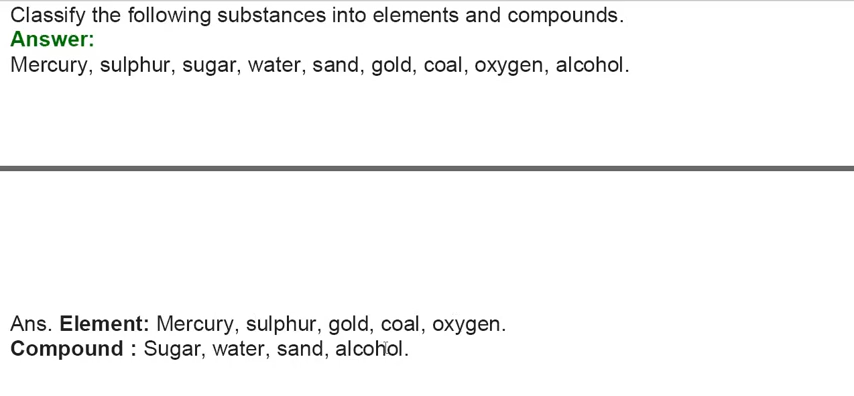 Classify the following substances into elements and compounds.
Answer:
Mercury, sulphur, sugar, water, sand, gold, coal, oxygen, alcohol.
Ans. Element: Mercury, sulphur, gold, coal, oxygen.
Compound : Sugar, water, sand, alcohol.